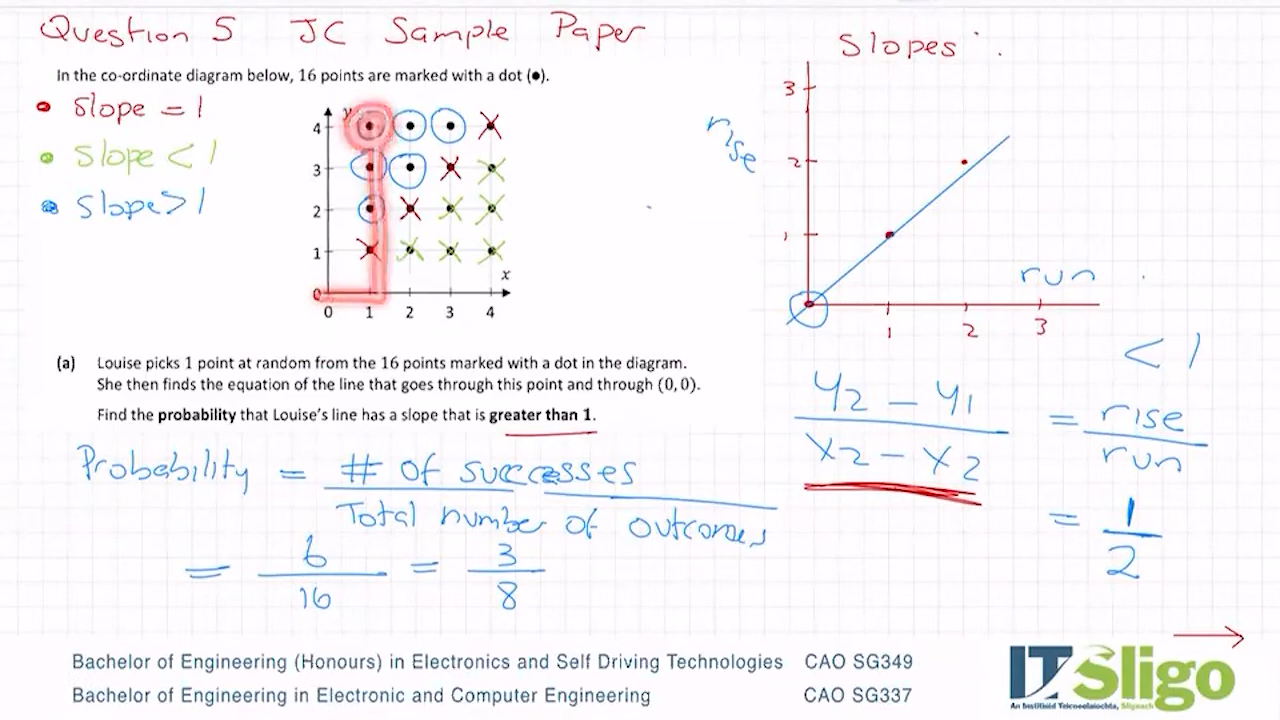 Question 5 JC Sample Paper
In the co-ordinate diagram below, 16 points are marked with a dot (●).
slope = 1
slope < 1
slope > 1
y
4
3
2
1
0
x
0 1 2 3 4
slopes :
3
2
1
rise
run
1 2 3
< 1
(a) Louise picks 1 point at random from the 16 points marked with a dot in the diagram.
She then finds the equation of the line that goes through this point and through (0, 0).
Find the probability that Louise's line has a slope that is greater than 1.
y2 - y1
x2 - x2
= rise
run
= 1
2
Probability = # of successes
Total number of outcomes
= 6 = 3
16 8
Bachelor of Engineering (Honours) in Electronics and Self Driving Technologies CAO SG349
Bachelor of Engineering in Electronic and Computer Engineering CAO SG337
IT Sligo
An Institiúid Teicneolaíochta, Sligeach